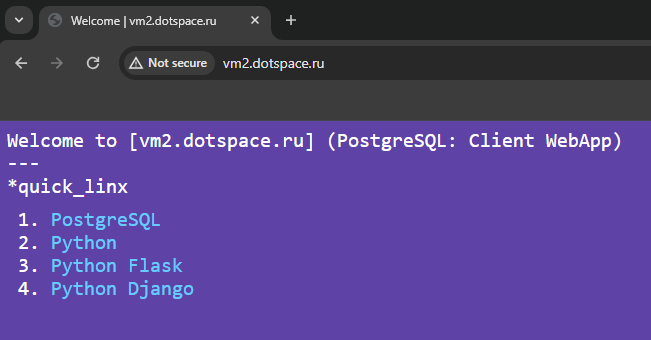 Welcome | vm2.dotspace.ru
Not secure
vm2.dotspace.ru
Welcome to [vm2.dotspace.ru] (PostgreSQL: Client WebApp)
---
*quick_linx
1. PostgreSQL
2. Python
3. Python Flask
4. Python Django